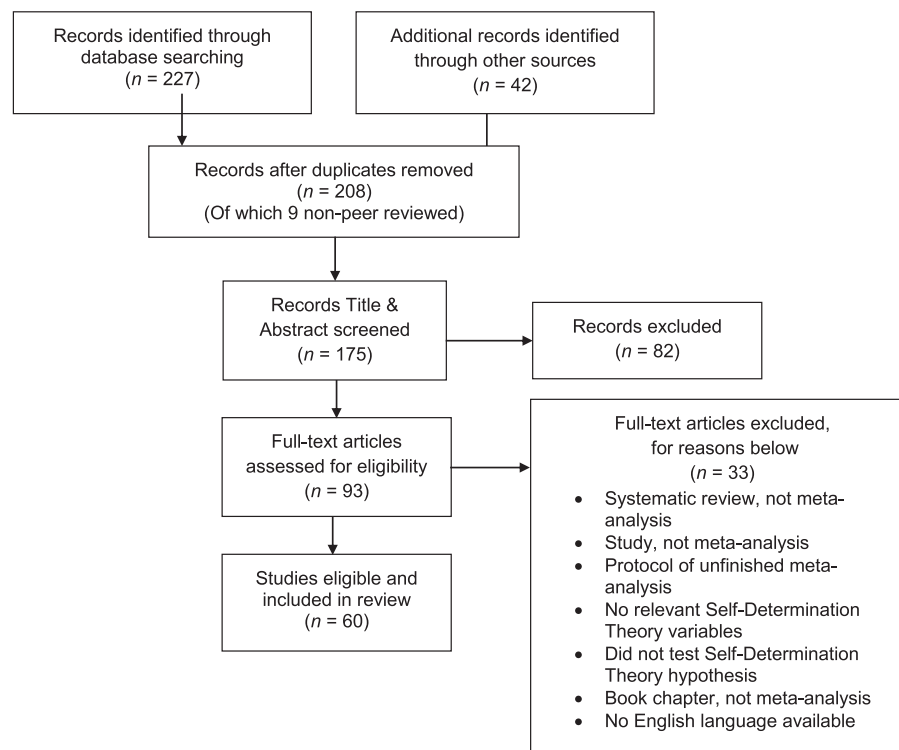 Records identified through
database searching
(n = 227)
Additional records identified
through other sources
(n = 42)
Records after duplicates removed
(n = 208)
(Of which 9 non-peer reviewed)
Records Title &
Abstract screened
(n = 175)
Records excluded
(n = 82)
Full-text articles
assessed for eligibility
(n = 93)
Full-text articles excluded,
for reasons below
(n = 33)
• Systematic review, not meta-
analysis
• Study, not meta-analysis
• Protocol of unfinished meta-
analysis
• No relevant Self-Determination
Theory variables
• Did not test Self-Determination
Theory hypothesis
• Book chapter, not meta-analysis
• No English language available
Studies eligible and
included in review
(n = 60)